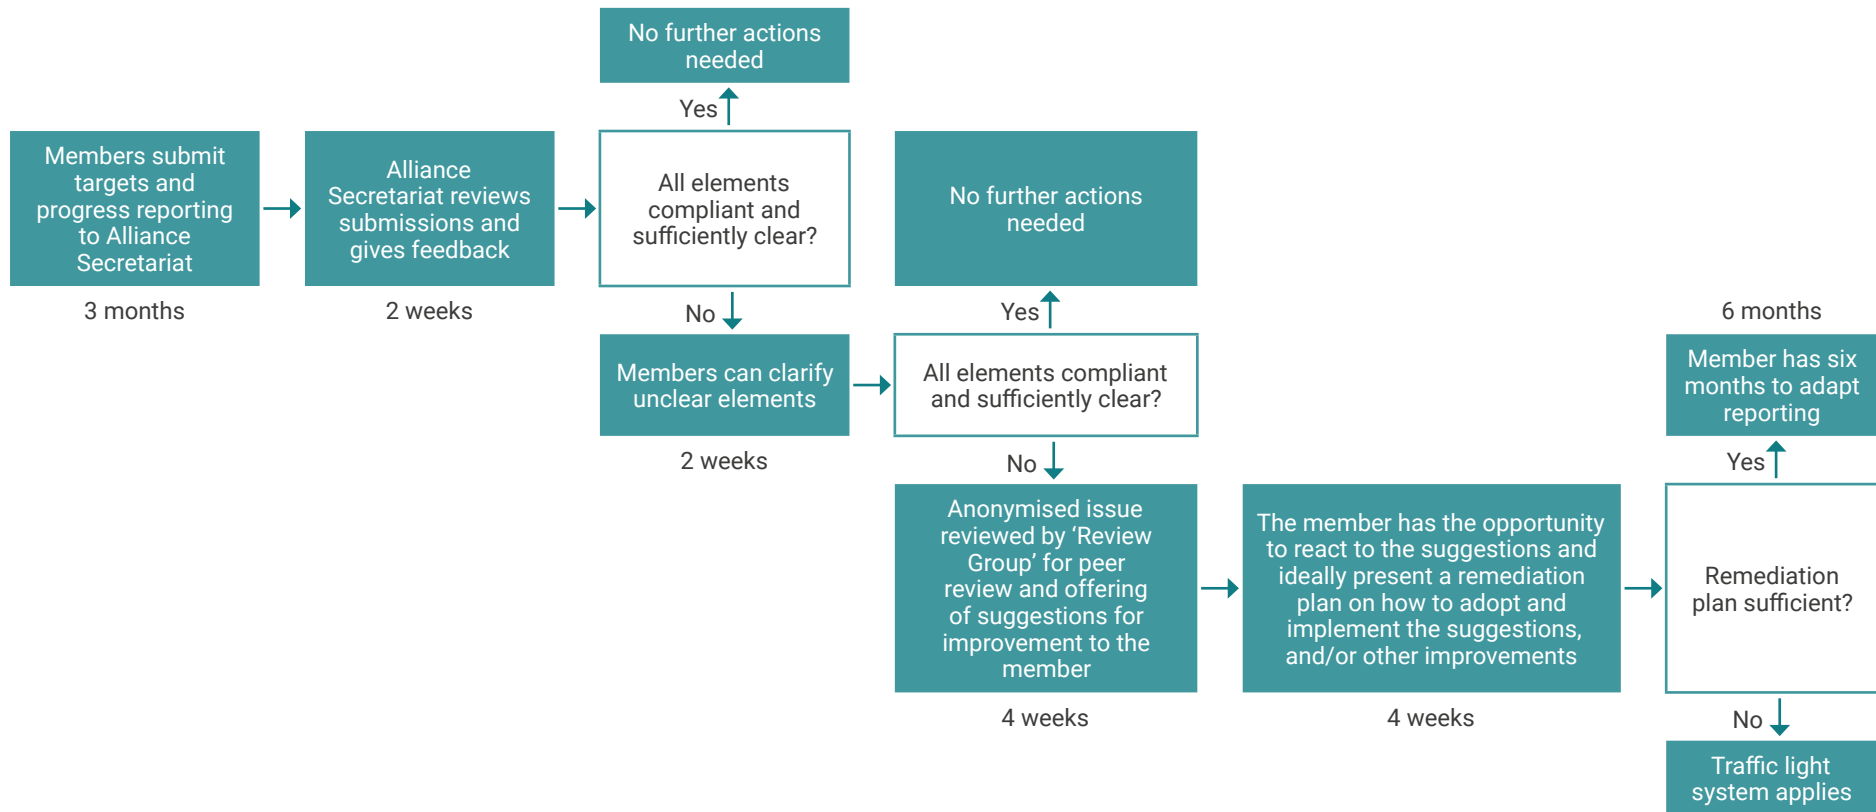 No further actions
needed
Yes
Members submit
targets and
progress reporting
to Alliance
Secretariat
3 months
Alliance
Secretariat reviews
submissions and
gives feedback
2 weeks
All elements
compliant and
sufficiently clear?
No
Members can clarify
unclear elements
2 weeks
No further actions
needed
Yes
All elements compliant
and sufficiently clear?
No
Anonymised issue
reviewed by ‘Review
Group’ for peer
review and offering
of suggestions for
improvement to the
member
4 weeks
The member has the opportunity
to react to the suggestions and
ideally present a remediation
plan on how to adopt and
implement the suggestions,
and/or other improvements
4 weeks
6 months
Member has six
months to adapt
reporting
Yes
Remediation
plan sufficient?
No
Traffic light
system applies